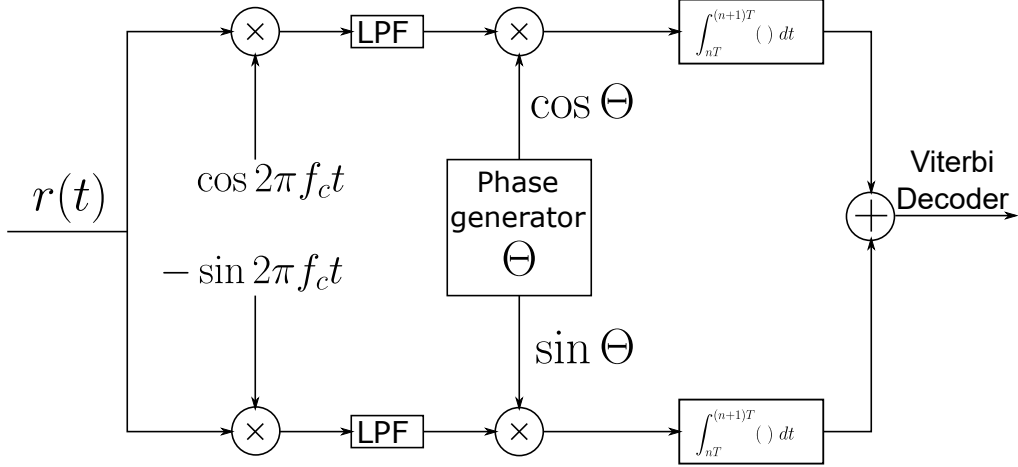 LPF
∫_{nT}^{(n+1)T} ( ) dt
cos Θ
cos 2πf_c t
r(t)
Phase
generator
Θ
Viterbi
Decoder
− sin 2πf_c t
sin Θ
LPF
∫_{nT}^{(n+1)T} ( ) dt